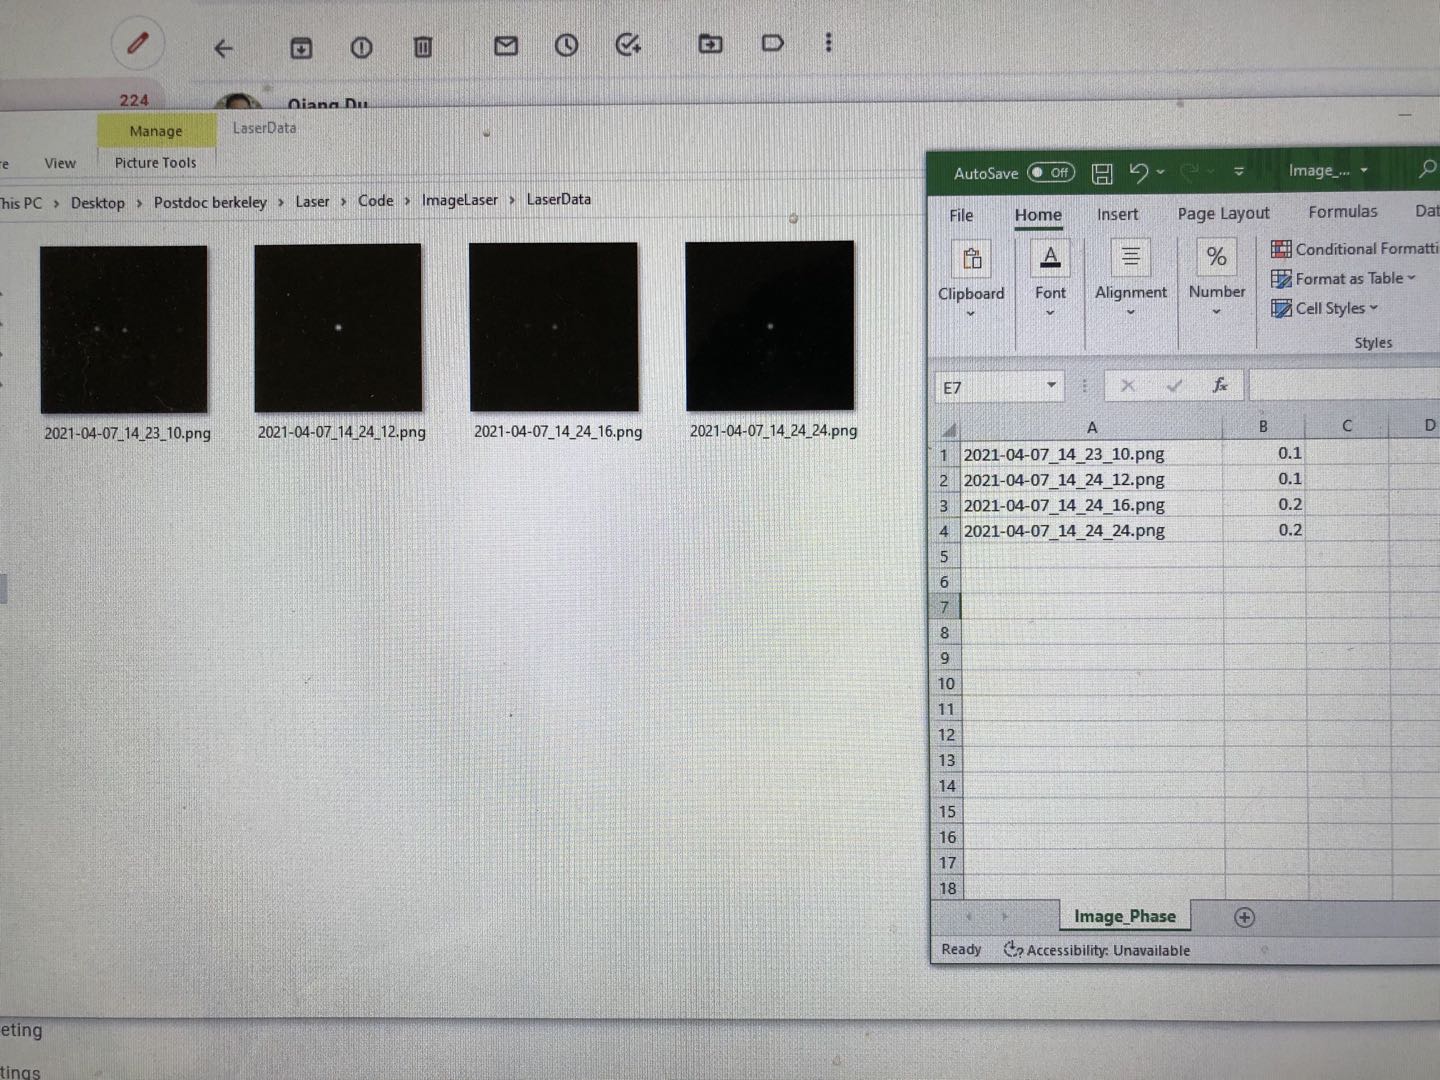 224
Qiang Du
Manage
LaserData
View
Picture Tools
his PC > Desktop > Postdoc berkeley > Laser > Code > ImageLaser > LaserData
2021-04-07_14_23_10.png
2021-04-07_14_24_12.png
2021-04-07_14_24_16.png
2021-04-07_14_24_24.png
AutoSave Off Image_...
File Home Insert Page Layout Formulas Dat
Clipboard
Font
Alignment
%
Number
Conditional Formatti
Format as Table
Cell Styles
Styles
E7
fx
A B C D
1 2021-04-07_14_23_10.png 0.1
2 2021-04-07_14_24_12.png 0.1
3 2021-04-07_14_24_16.png 0.2
4 2021-04-07_14_24_24.png 0.2
5
6
7
8
9
10
11
12
13
14
15
16
17
18
Image_Phase
Ready Accessibility: Unavailable
eting
tings